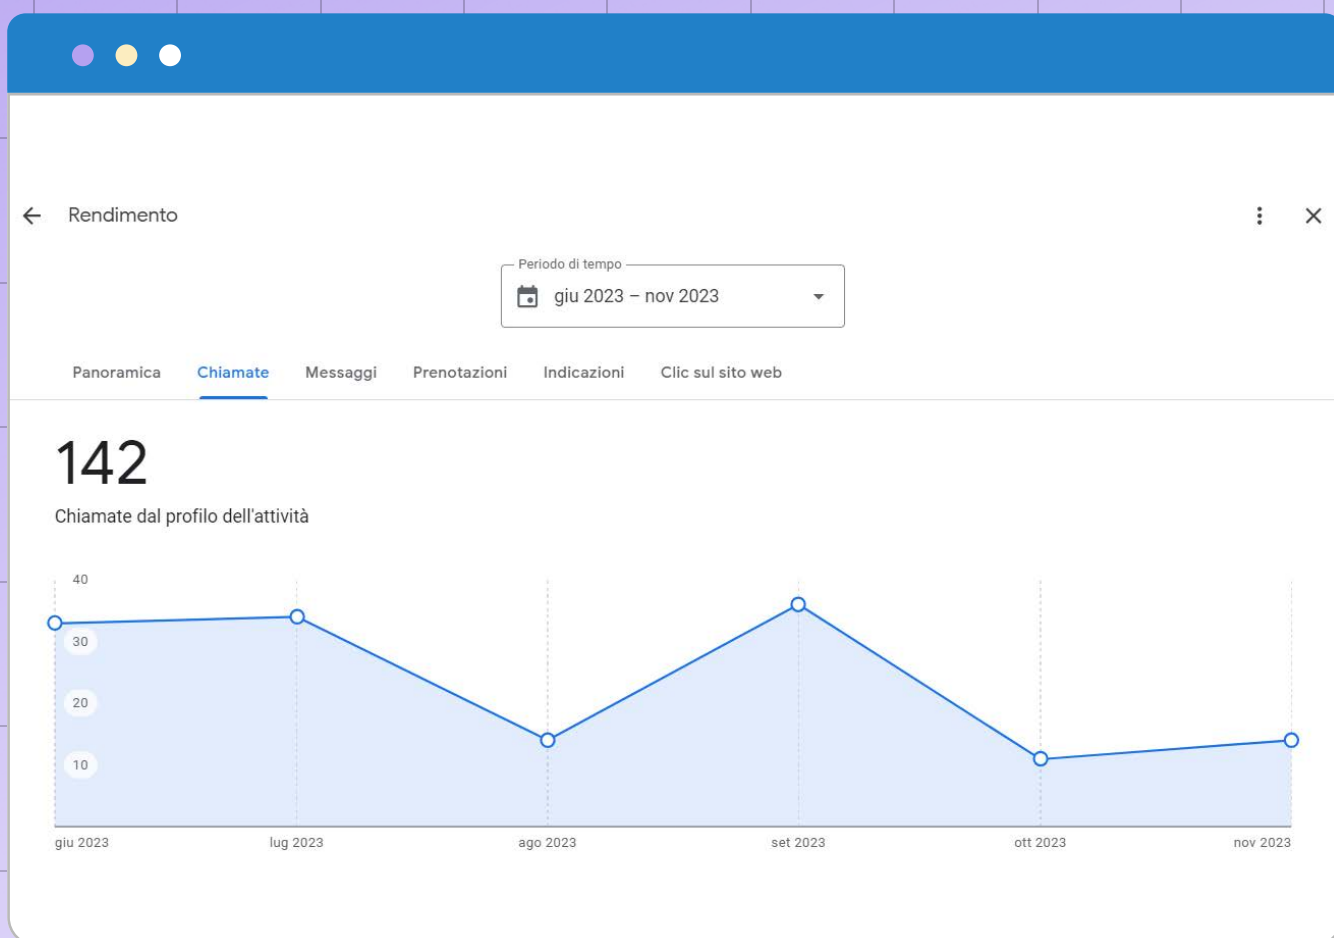 Rendimento
Periodo di tempo
giu 2023 – nov 2023
Panoramica Chiamate Messaggi Prenotazioni Indicazioni Clic sul sito web
142
Chiamate dal profilo dell'attività
40
30
20
10
giu 2023 lug 2023 ago 2023 set 2023 ott 2023 nov 2023